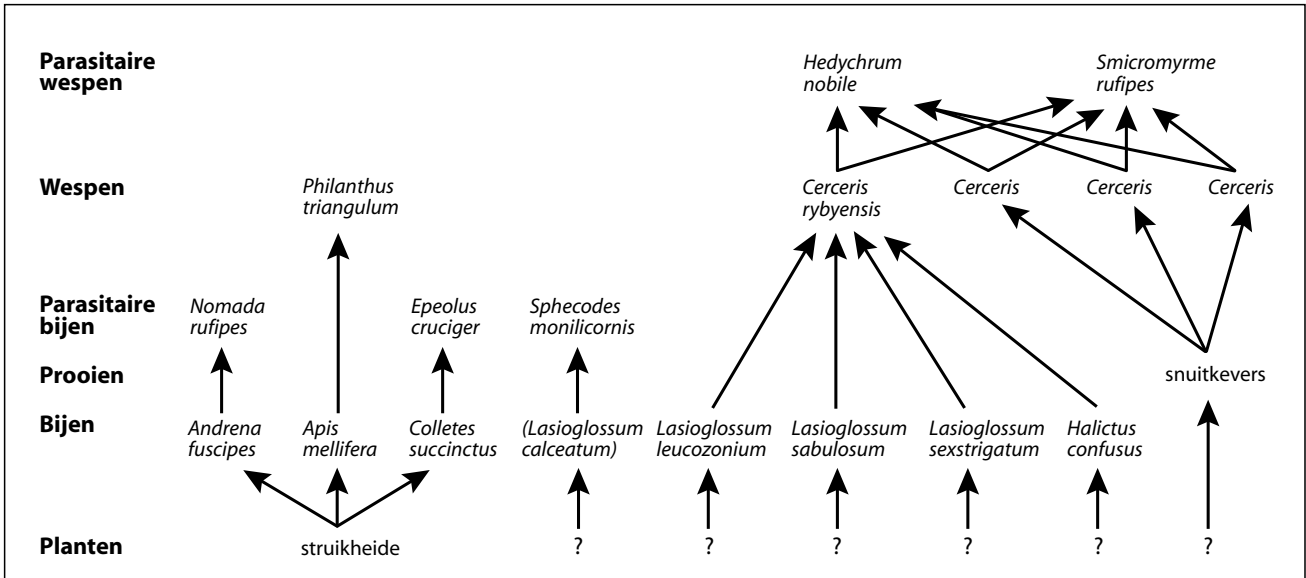 Parasitaire
wespen
Hedychrum
nobile
Smicromyrme
rufipes
Wespen
Philanthus
triangulum
Cerceris
rybyensis
Cerceris
Cerceris
Cerceris
Parasitaire
bijen
Nomada
rufipes
Epeolus
cruciger
Sphecodes
monilicornis
Prooien
snuitkevers
Bijen
Andrena
fuscipes
Apis
mellifera
Colletes
succinctus
(Lasioglossum
calceatum)
Lasioglossum
leucozonium
Lasioglossum
sabulosum
Lasioglossum
sexstrigatum
Halictus
confusus
Planten
struikheide
?
?
?
?
?
?